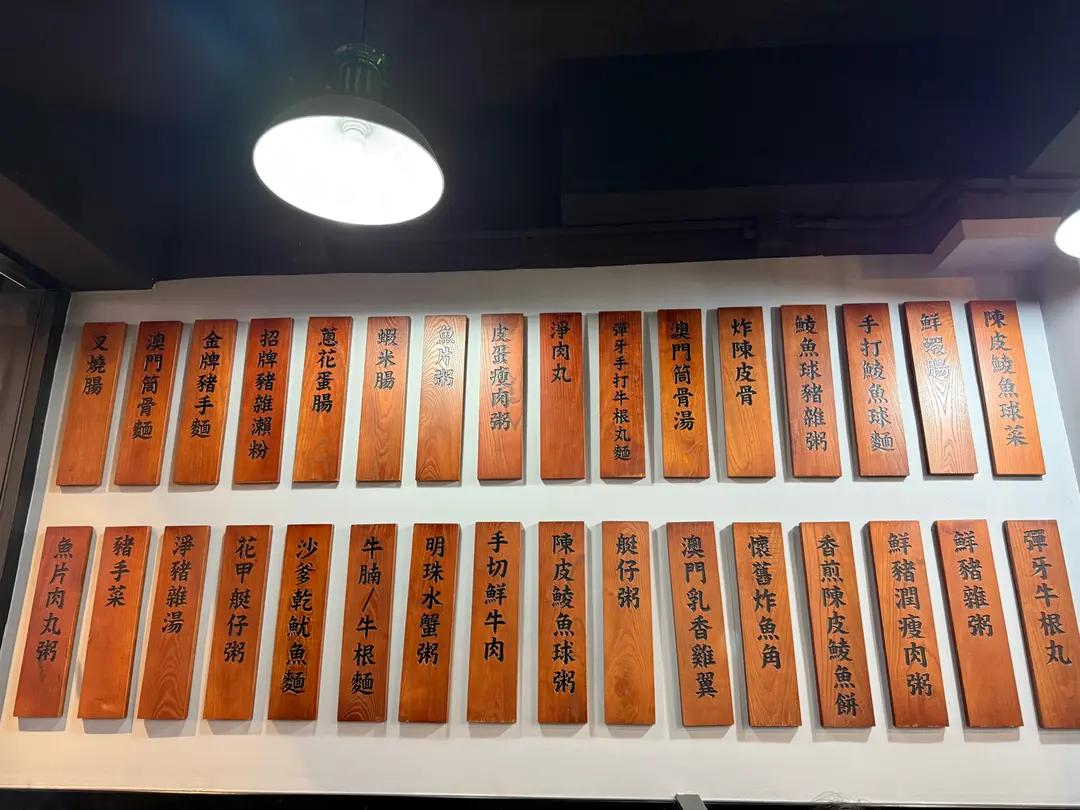 叉燒腸
澳門筒骨麵
金牌豬手麵
招牌豬雜瀨粉
蔥花蛋腸
蝦米腸
魚片粥
皮蛋瘦肉粥
淨肉丸
彈牙手打牛根丸麵
澳門筒骨湯
炸陳皮骨
鯪魚球豬雜粥
手打鯪魚球麵
鮮蝦腸
陳皮鯪魚球菜
魚片肉丸粥
豬手菜
淨豬雜湯
花甲艇仔粥
沙爹乾魷魚麵
牛腩/牛根麵
明珠水蟹粥
手切鮮牛肉
陳皮鯪魚球粥
艇仔粥
澳門乳香雞翼
懷舊炸魚角
香煎陳皮鯪魚餅
鮮豬潤瘦肉粥
鮮豬雜粥
彈牙牛根丸